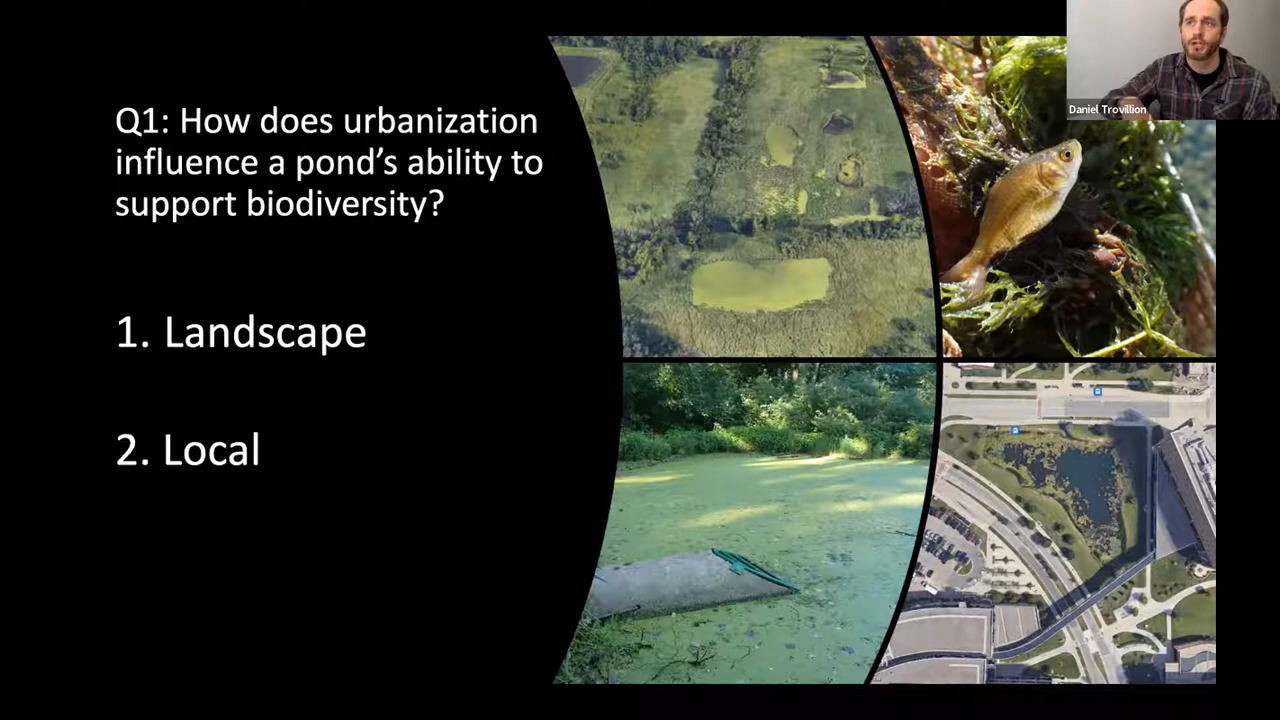 Q1: How does urbanization
influence a pond’s ability to
support biodiversity?
1. Landscape
2. Local
Daniel Trovillion